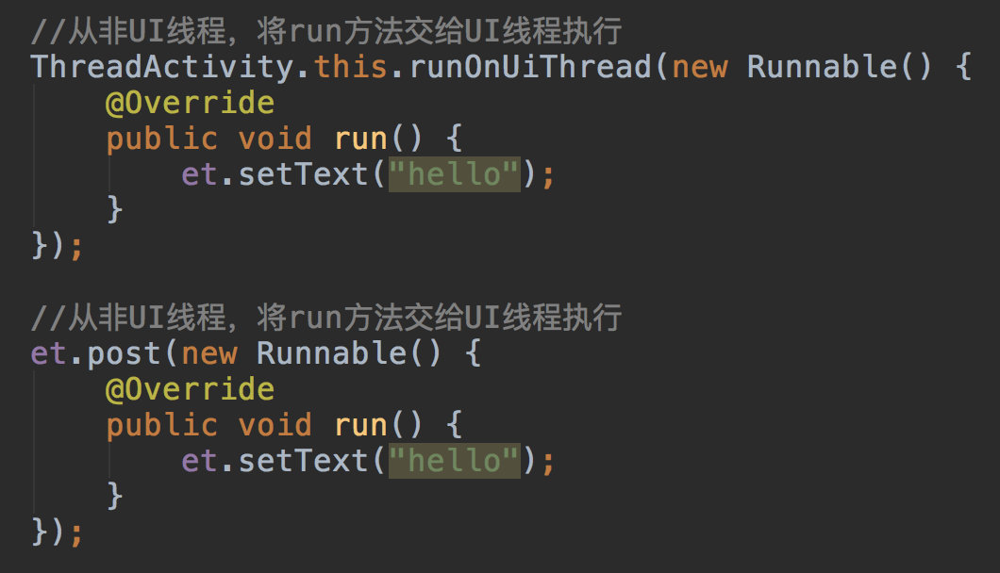 //从非UI线程，将run方法交给UI线程执行
ThreadActivity.this.runOnUiThread(new Runnable() {
    @Override
    public void run() {
        et.setText("hello");
    }
});

//从非UI线程，将run方法交给UI线程执行
et.post(new Runnable() {
    @Override
    public void run() {
        et.setText("hello");
    }
});